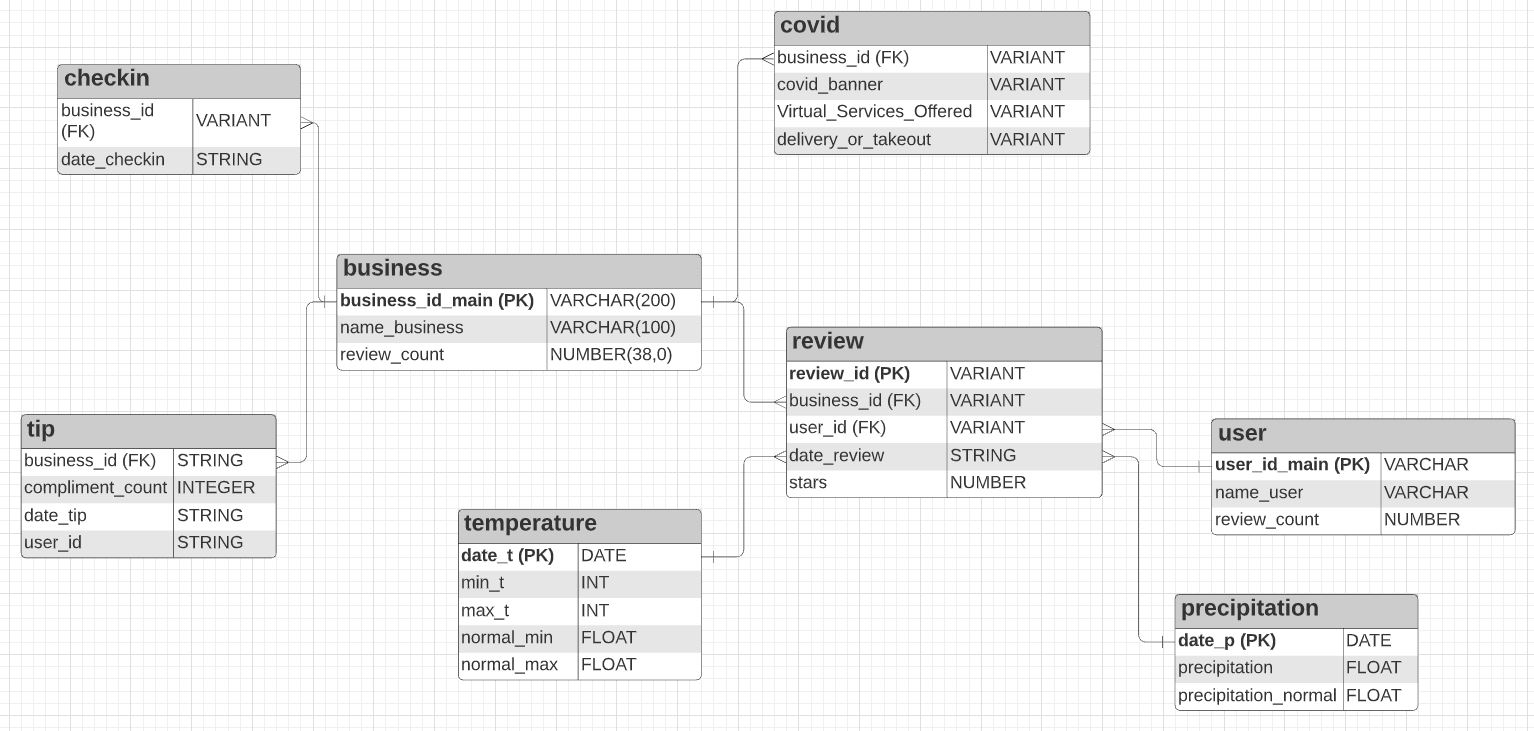 covid
business_id (FK) VARIANT
covid_banner VARIANT
Virtual_Services_Offered VARIANT
delivery_or_takeout VARIANT
checkin
business_id
(FK) VARIANT
date_checkin STRING
business
business_id_main (PK) VARCHAR(200)
name_business VARCHAR(100)
review_count NUMBER(38,0)
review
review_id (PK) VARIANT
business_id (FK) VARIANT
user_id (FK) VARIANT
date_review STRING
stars NUMBER
tip
business_id (FK) STRING
compliment_count INTEGER
date_tip STRING
user_id STRING
user
user_id_main (PK) VARCHAR
name_user VARCHAR
review_count NUMBER
temperature
date_t (PK) DATE
min_t INT
max_t INT
normal_min FLOAT
normal_max FLOAT
precipitation
date_p (PK) DATE
precipitation FLOAT
precipitation_normal FLOAT